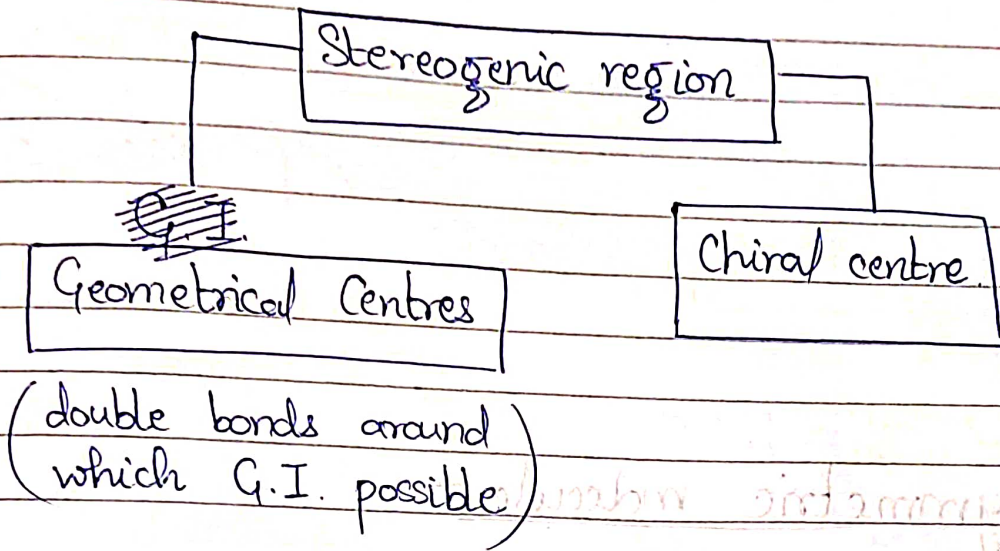 Stereogenic region
G.I.
Geometrical Centres
Chiral centre.
(double bonds around
which G.I. possible)